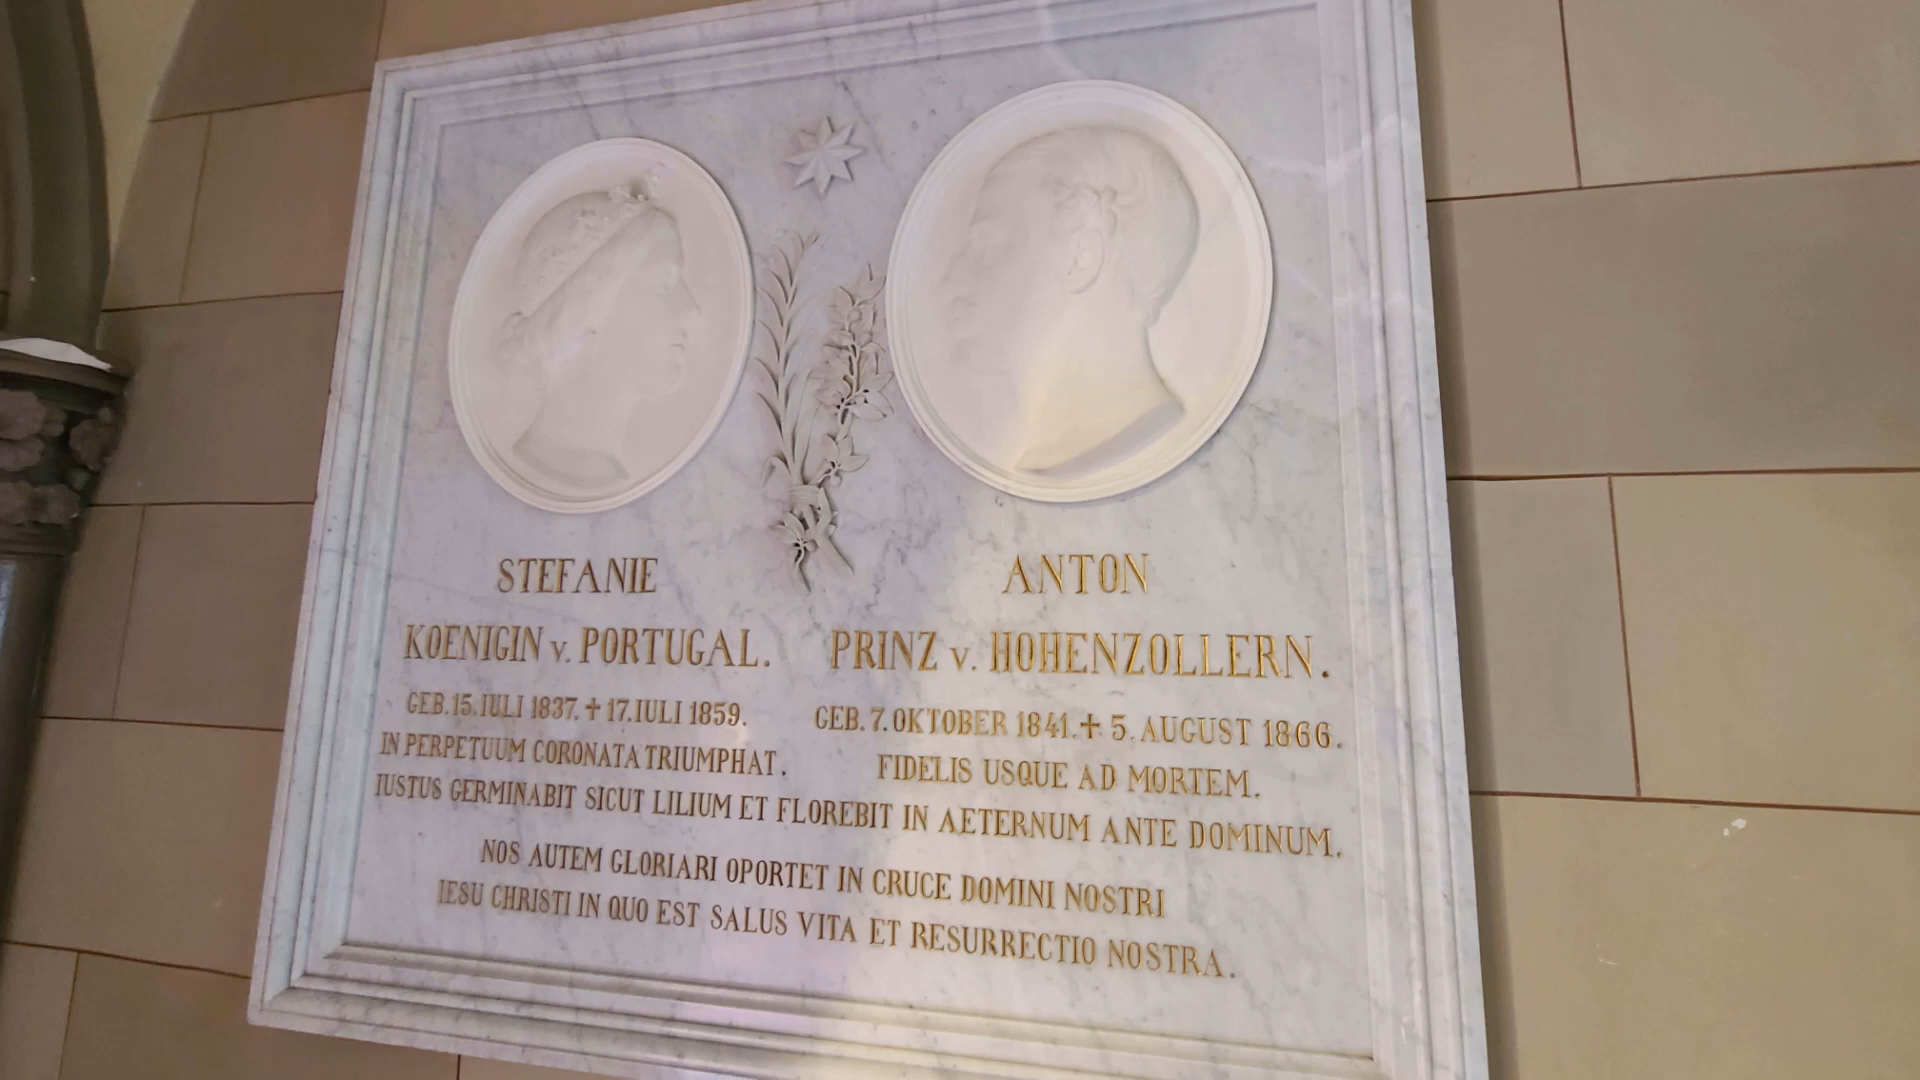 STEFANIE
KOENIGIN v. PORTUGAL.
GEB. 15. IULI 1837. ✝ 17. IULI 1859.
IN PERPETUUM CORONATA TRIUMPHAT.
ANTON
PRINZ v. HOHENZOLLERN.
GEB. 7. OKTOBER 1841. ✝ 5. AUGUST 1866.
FIDELIS USQUE AD MORTEM.
IUSTUS GERMINABIT SICUT LILIUM ET FLOREBIT IN AETERNUM ANTE DOMINUM.
NOS AUTEM GLORIARI OPORTET IN CRUCE DOMINI NOSTRI
IESU CHRISTI IN QUO EST SALUS VITA ET RESURRECTIO NOSTRA.